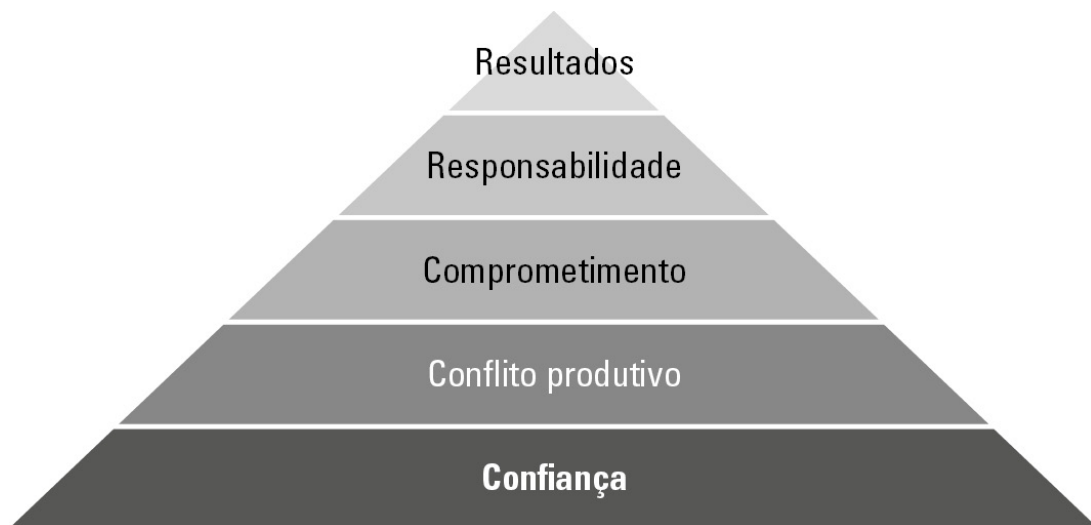 Resultados
Responsabilidade
Comprometimento
Conflito produtivo
Confiança